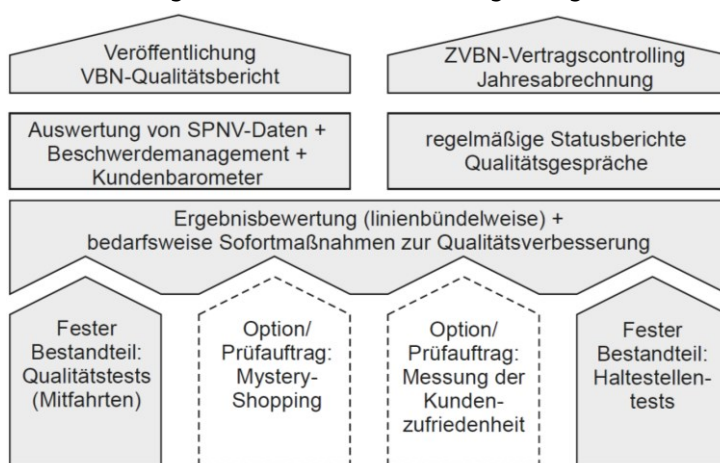 Veröffentlichung
VBN-Qualitätsbericht
ZVBN-Vertragscontrolling
Jahresabrechnung
Auswertung von SPNV-Daten +
Beschwerdemanagement +
Kundenbarometer
regelmäßige Statusberichte
Qualitätsgespräche
Ergebnisbewertung (linienbündelweise) +
bedarfsweise Sofortmaßnahmen zur Qualitätsverbesserung
Fester
Bestandteil:
Qualitätstests
(Mitfahrten)
Option/
Prüfauftrag:
Mystery-
Shopping
Option/
Prüfauftrag:
Messung der
Kunden-
zufriedenheit
Fester
Bestandteil:
Haltestellen-
tests